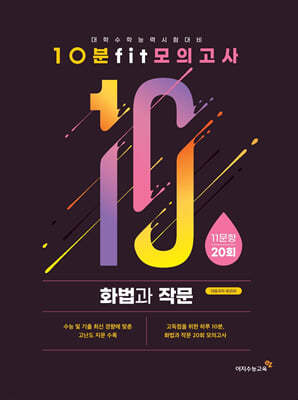 대학수학능력시험대비
10분fit모의고사
10
11문항
20회
화법과 작문
수능 및 기출 최신 경향에 맞춘
고난도 지문 수록
고득점을 위한 하루 10분,
화법과 작문 20회 모의고사
이지수능교육